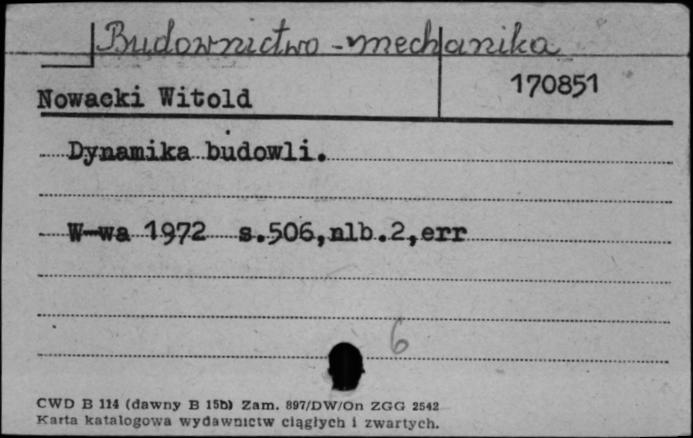 Budownictwo - mechanika
170851
Nowacki Witold
Dynamika budowli.
W-wa 1972 s.506,nlb.2,err
6
CWD B 114 (dawny B 15b) Zam. 897/DW/On ZGG 2542
Karta katalogowa wydawnictw ciągłych i zwartych.